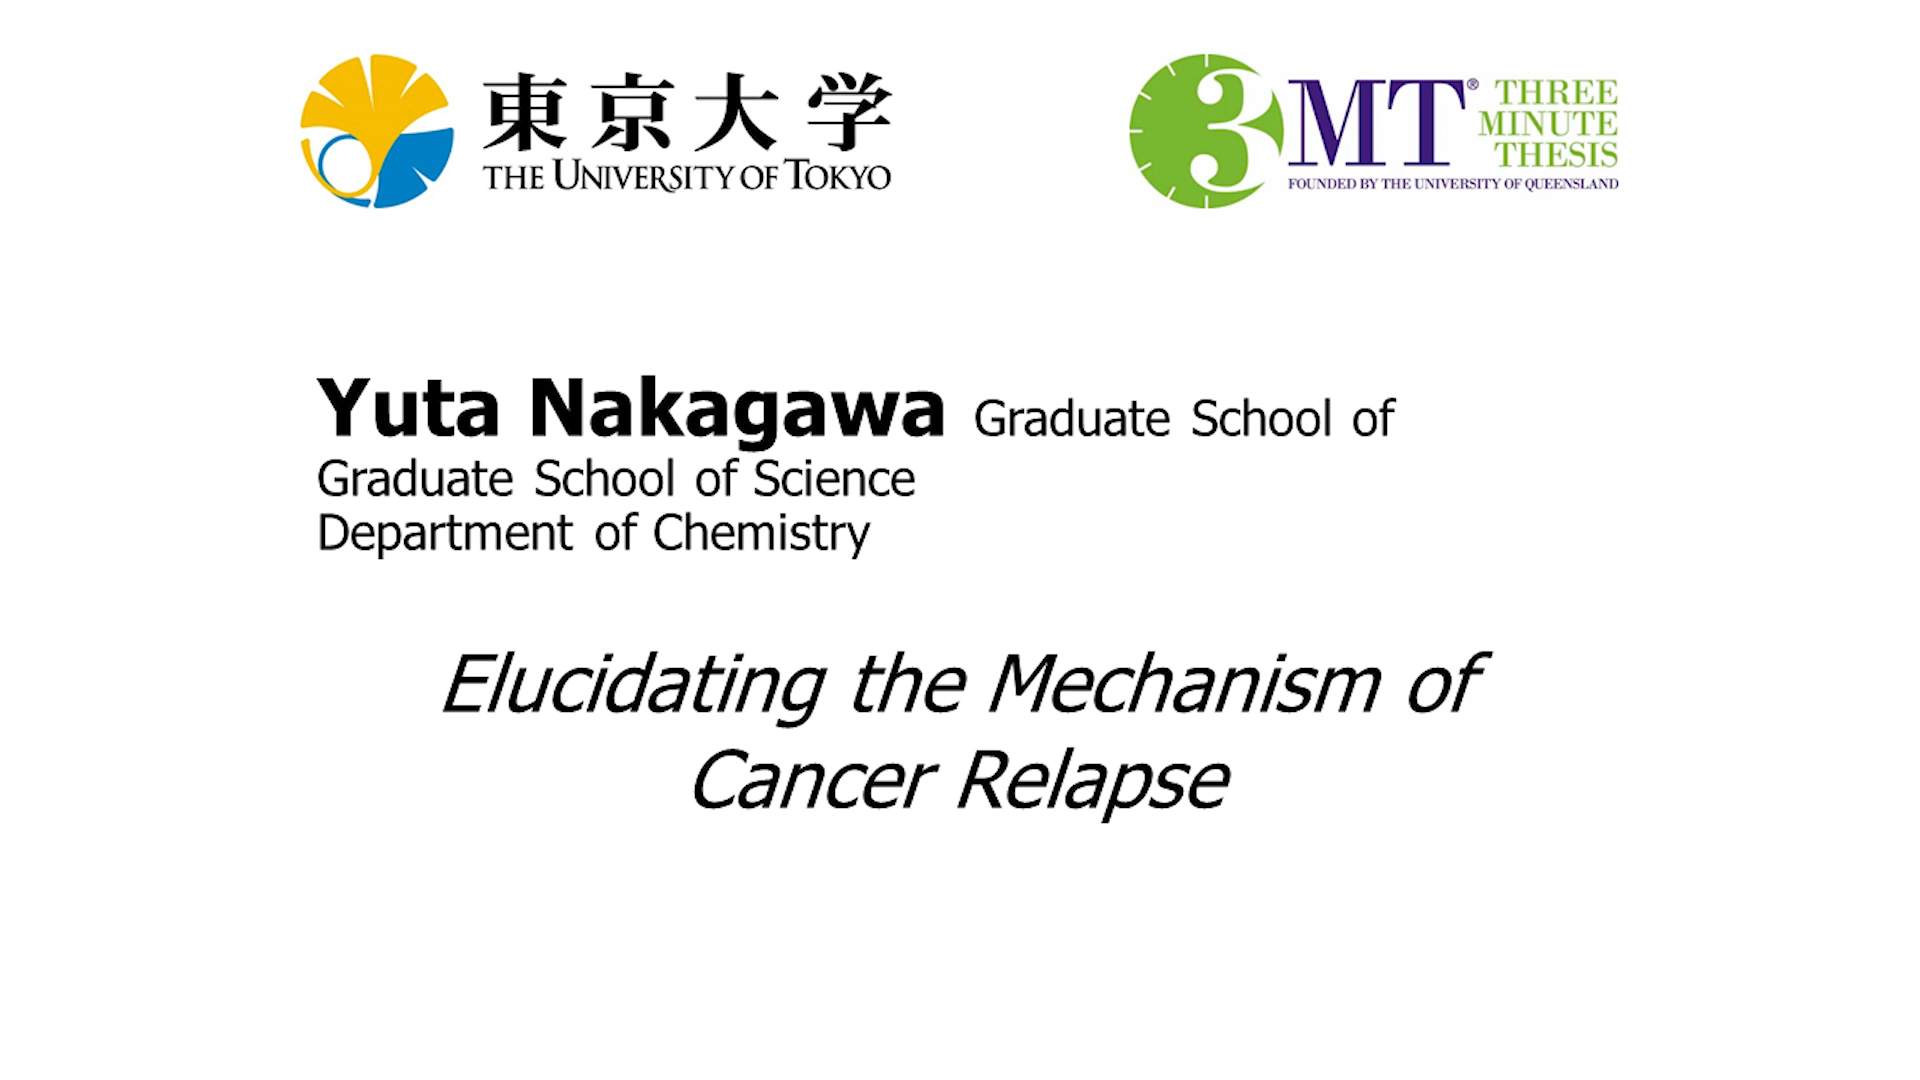 東京大学
THE UNIVERSITY OF TOKYO
3MT® THREE MINUTE THESIS
FOUNDED BY THE UNIVERSITY OF QUEENSLAND
Yuta Nakagawa Graduate School of
Graduate School of Science
Department of Chemistry
Elucidating the Mechanism of
Cancer Relapse